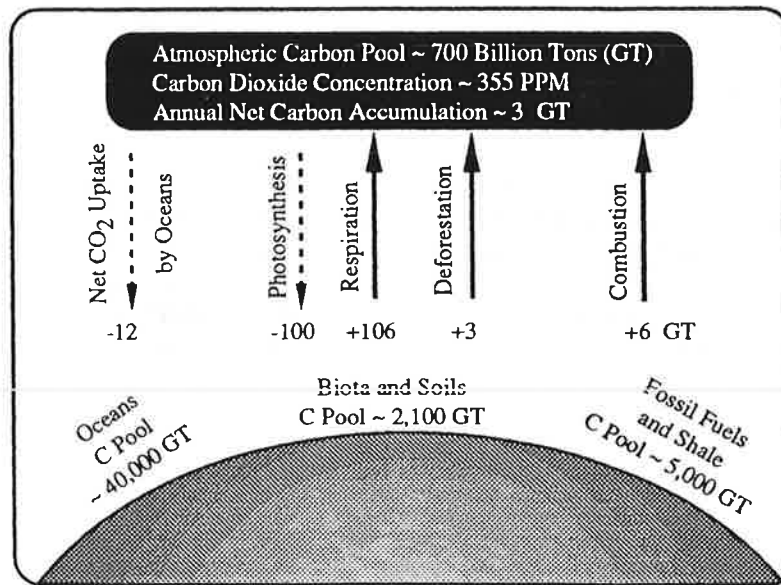 Atmospheric Carbon Pool ~ 700 Billion Tons (GT)
Carbon Dioxide Concentration ~ 355 PPM
Annual Net Carbon Accumulation ~ 3 GT
Net CO2 Uptake
by Oceans
Photosynthesis
Respiration
Deforestation
Combustion
-12
-100
+106
+3
+6 GT
Oceans
C Pool
~ 40,000 GT
Biota and Soils
C Pool ~ 2,100 GT
Fossil Fuels
and Shale
C Pool ~ 5,000 GT